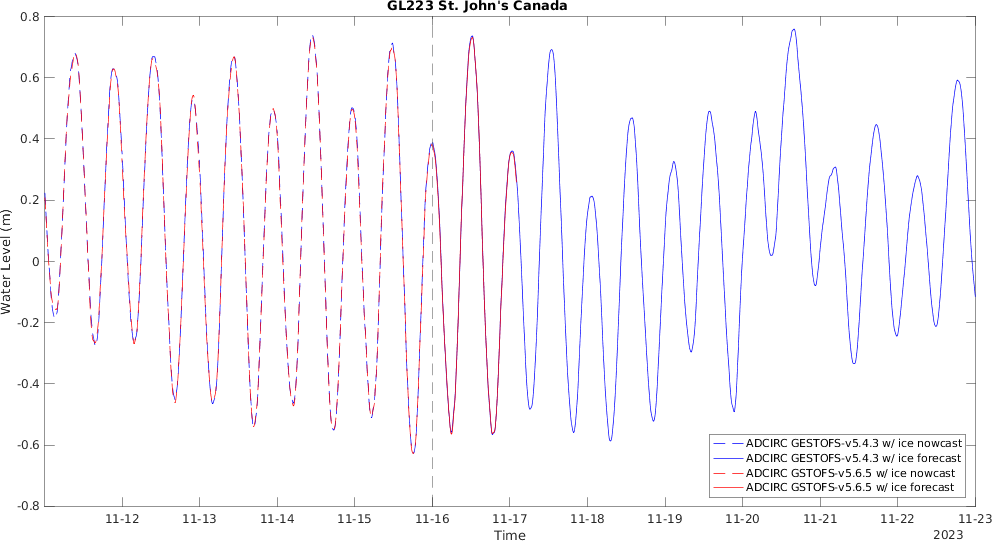 GL223 St. John's Canada
0.8
0.6
0.4
0.2
0
-0.2
-0.4
-0.6
-0.8
Water Level (m)
ADCIRC GESTOFS-v5.4.3 w/ ice nowcast
ADCIRC GESTOFS-v5.4.3 w/ ice forecast
ADCIRC GSTOFS-v5.6.5 w/ ice nowcast
ADCIRC GSTOFS-v5.6.5 w/ ice forecast
11-12 11-13 11-14 11-15 11-16 11-17 11-18 11-19 11-20 11-21 11-22 11-23
Time
2023